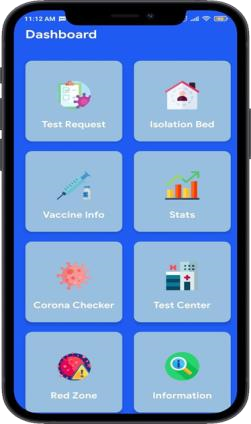 11:12 AM
Dashboard
Test Request Isolation Bed
Vaccine Info Stats
Corona Checker Test Center
Red Zone Information